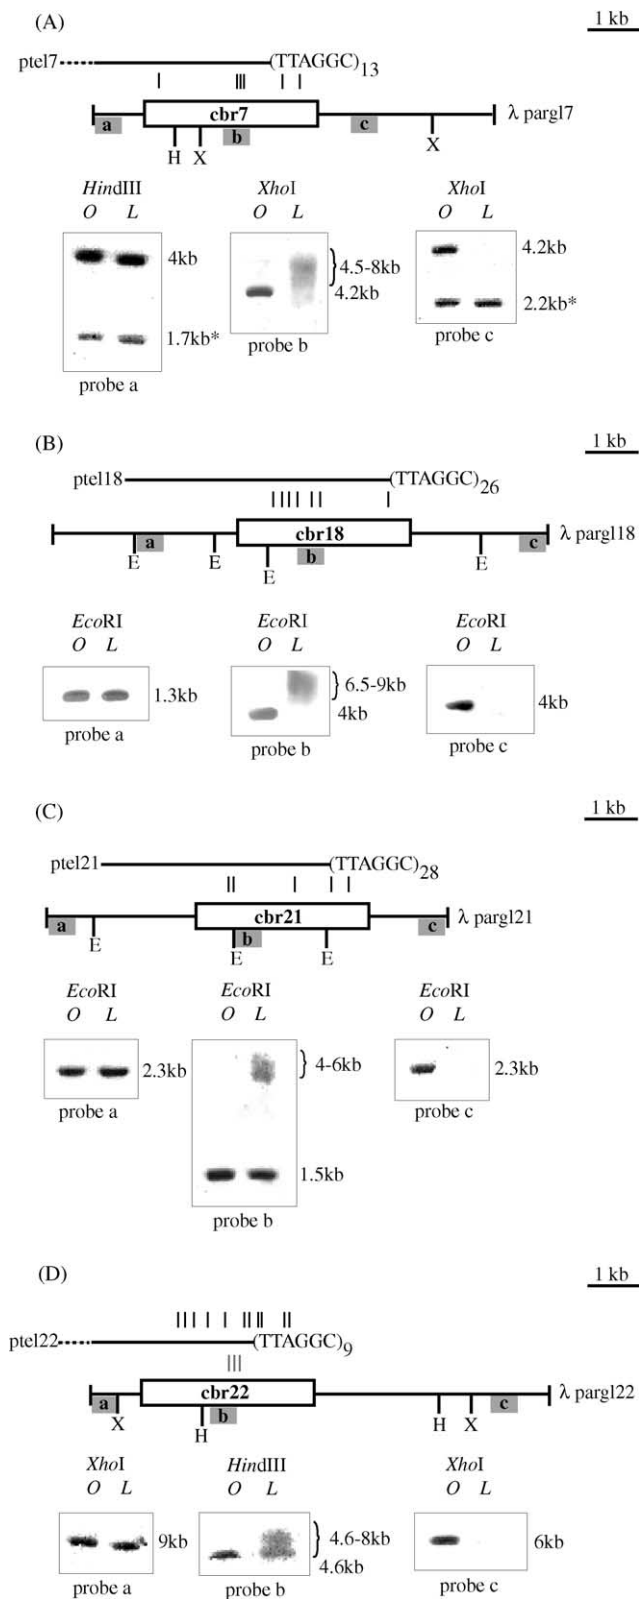 (A)
1 kb
ptel7 (TTAGGC)13
cbr7
λ pargl7
a b c
H X X
HindIII XhoI XhoI
O L O L O L
4kb 4.5-8kb 4.2kb
4.2kb
1.7kb* 2.2kb*
probe a probe b probe c
(B)
1 kb
ptel18 (TTAGGC)26
cbr18
λ pargl18
a b c
E E E E
EcoRI EcoRI EcoRI
O L O L O L
1.3kb 6.5-9kb 4kb
4kb
probe a probe b probe c
(C)
1 kb
ptel21 (TTAGGC)28
cbr21
λ pargl21
a b c
E E E
EcoRI EcoRI EcoRI
O L O L O L
2.3kb 4-6kb 2.3kb
probe a probe c
1.5kb
probe b
(D)
1 kb
ptel22 (TTAGGC)9
cbr22
λ pargl22
a b c
X H H X
XhoI HindIII XhoI
O L O L O L
9kb 4.6-8kb 6kb
4.6kb
probe a probe b probe c